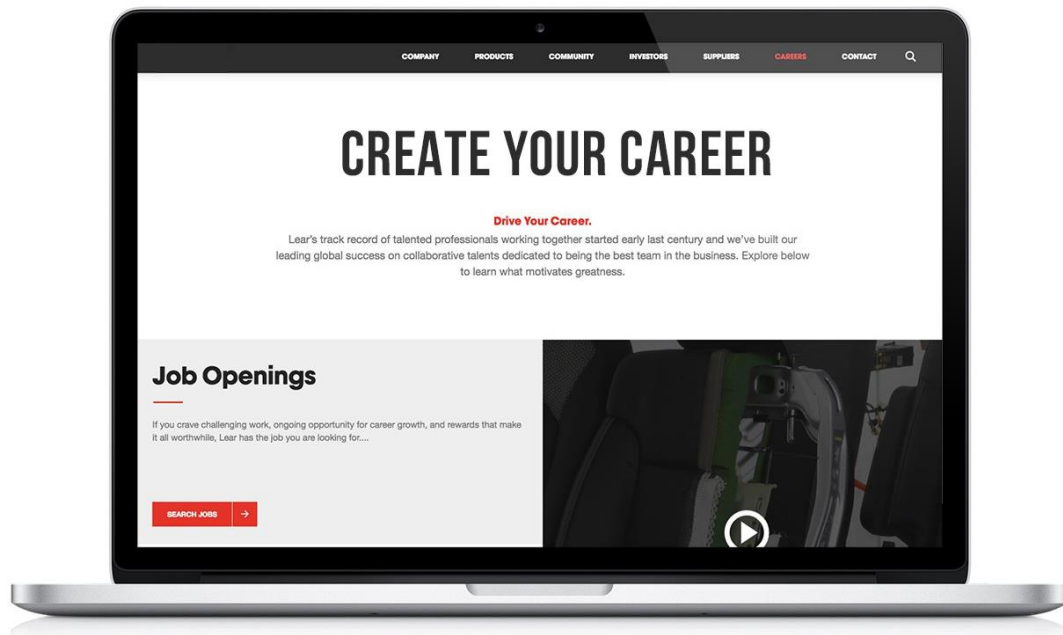 COMPANY PRODUCTS COMMUNITY INVESTORS SUPPLIERS CAREERS CONTACT
CREATE YOUR CAREER
Drive Your Career.
Lear's track record of talented professionals working together started early last century and we've built our
leading global success on collaborative talents dedicated to being the best team in the business. Explore below
to learn what motivates greatness.
Job Openings
If you crave challenging work, ongoing opportunity for career growth, and rewards that make
it all worthwhile, Lear has the job you are looking for....
SEARCH JOBS